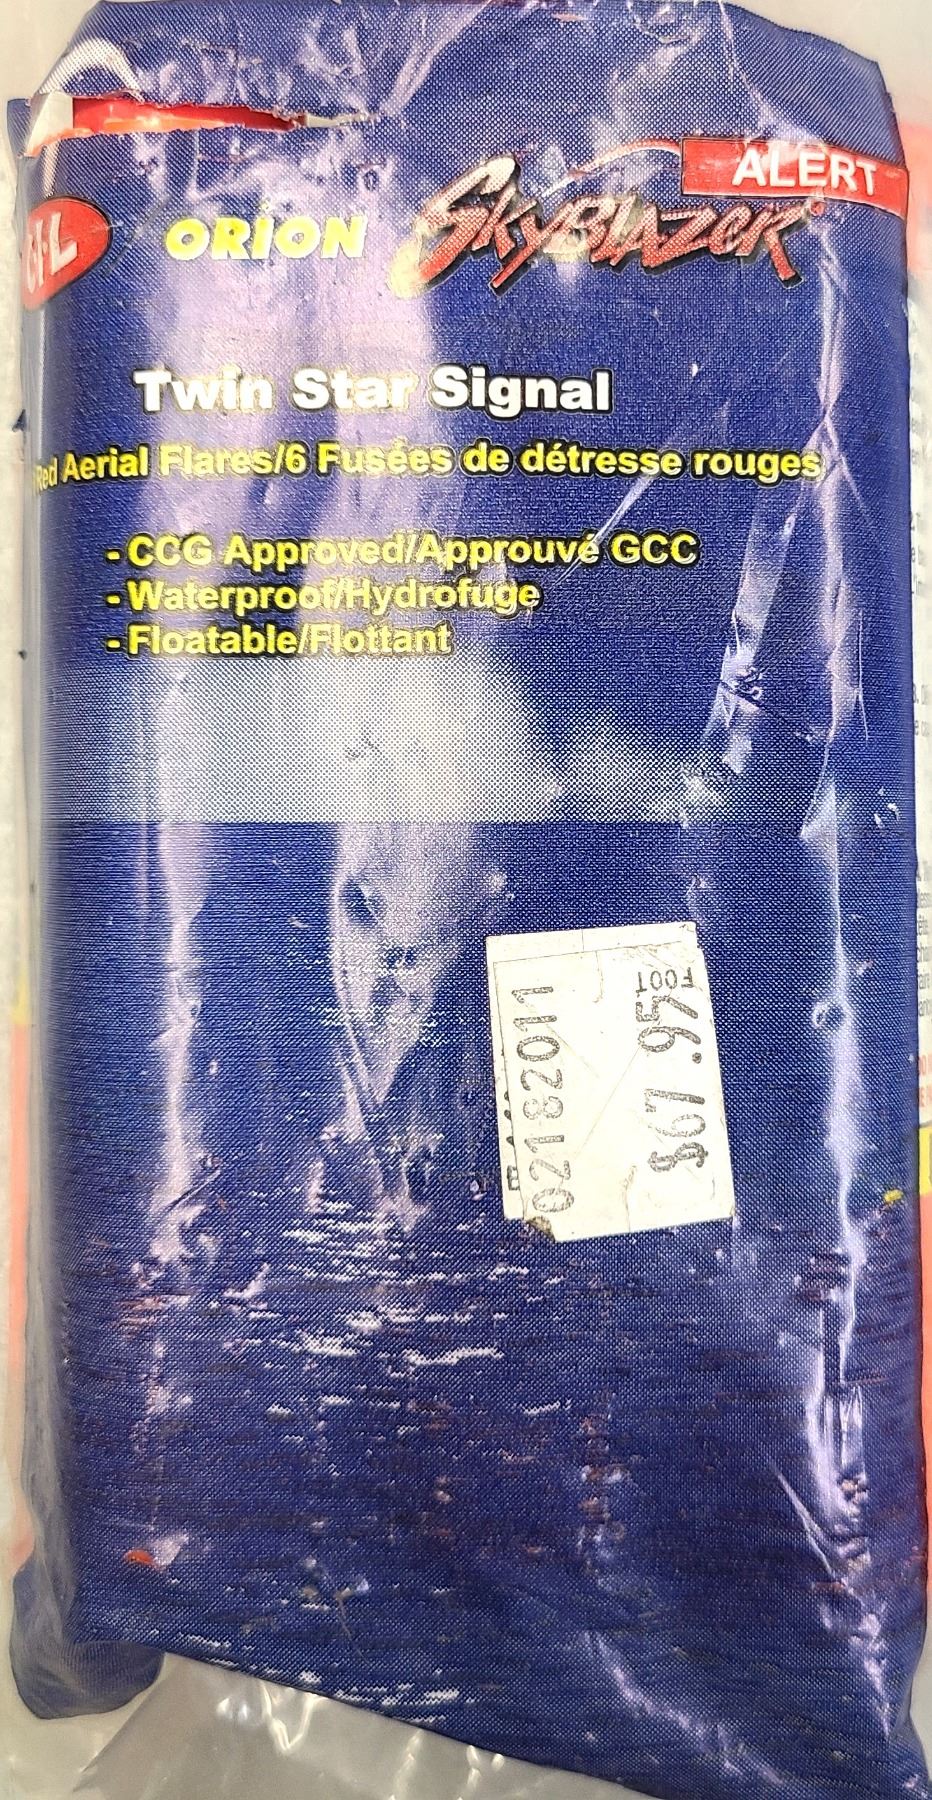 ALERT
ORION SKYBLAZER
Twin Star Signal
Red Aerial Flares/6 Fusées de détresse rouges
- CCG Approved/Approuvé GCC
- Waterproof/Hydrofuge
- Floatable/Flottant
02182011
FOOT
$67.95